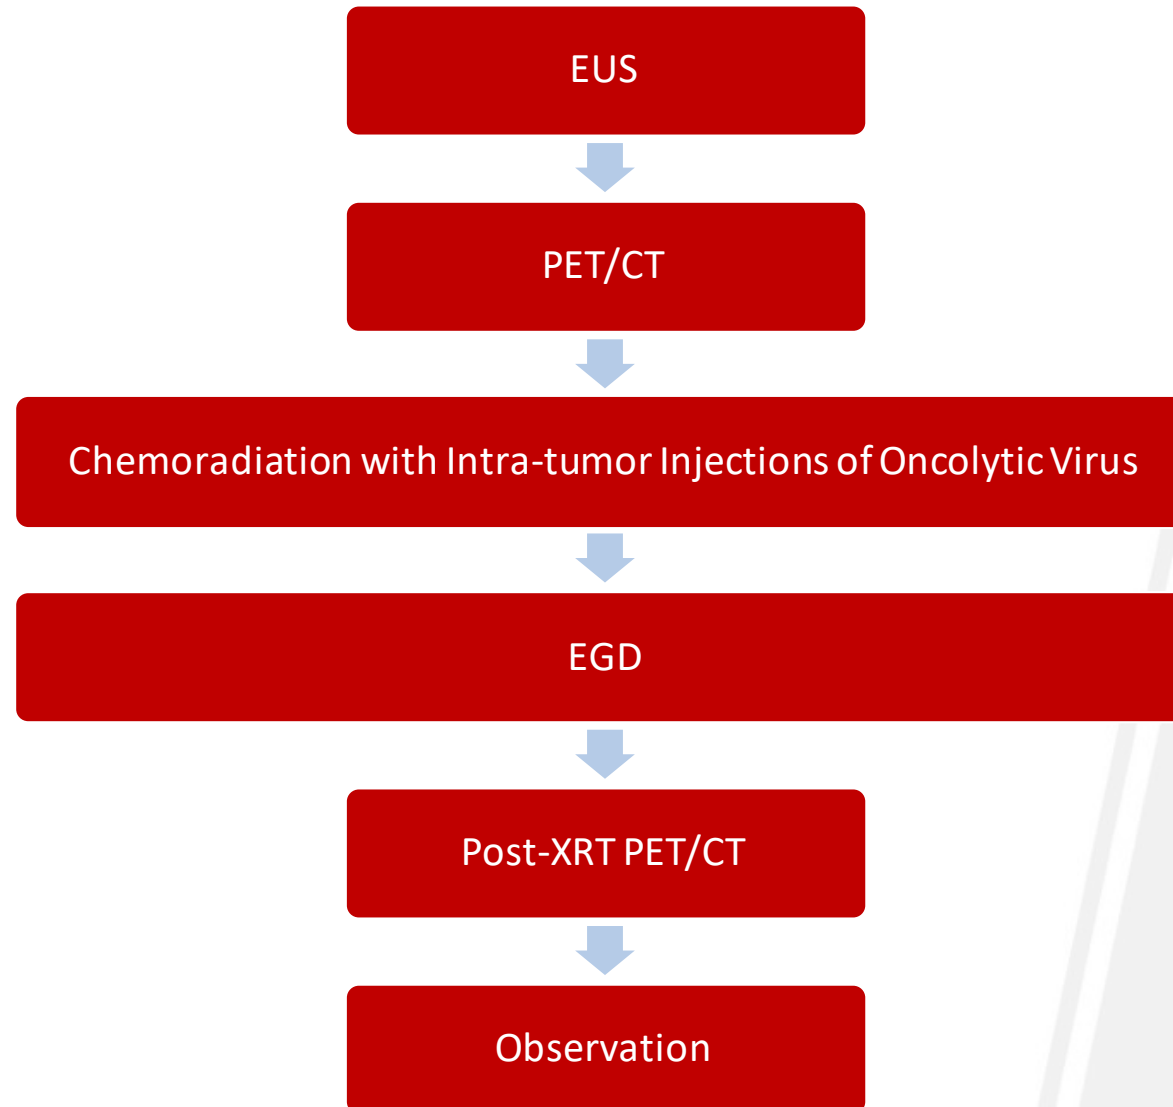 EUS
PET/CT
Chemoradiation with Intra-tumor Injections of Oncolytic Virus
EGD
Post-XRT PET/CT
Observation